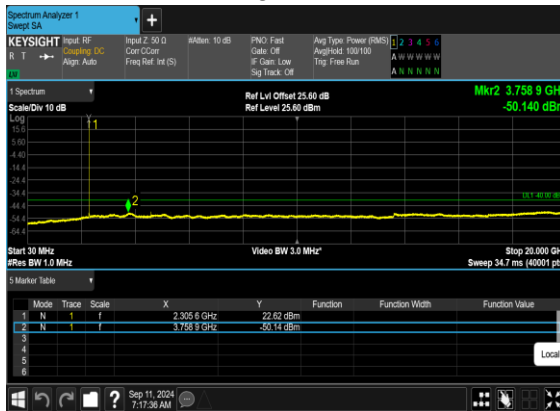 Spectrum Analyzer 1
Swept SA
+
KEYSIGHT Input: RF Input Z: 50 Ω #Atten: 10 dB PNO: Fast Avg Type: Power (RMS) 1 2 3 4 5 6
R T Coupling: DC Corr CCorr Gate: Off Avg|Hold: 100/100 A W W W W W
Align: Auto Freq Ref: Int (S) IF Gain: Low Trig: Free Run
Sig Track: Off A N N N N N
1 Spectrum Ref Lvl Offset 25.60 dB Mkr2 3.758 9 GH
Scale/Div 10 dB Ref Level 25.60 dBm -50.140 dBr
Log
15.6
5.60
-4.40
-14.4
-24.4
-34.4
-44.4
-54.4
-64.4
1
2
DL1 -40.00 dB
Start 30 MHz Video BW 3.0 MHz* Stop 20.000 GH
#Res BW 1.0 MHz Sweep 34.7 ms (40001 pt
5 Marker Table
Mode Trace Scale X Y Function Function Width Function Value
1 N 1 f 2.305 6 GHz 22.62 dBm
2 N 1 f 3.758 9 GHz -50.14 dBm
3
4
5
6
Local
? Sep 11, 2024
7:17:36 AM